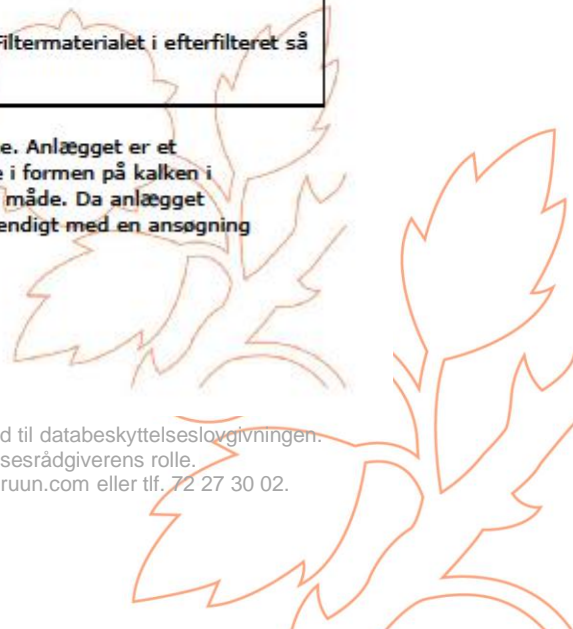 Filtermaterialet i efterfilteret så
e. Anlægget er et
e i formen på kalken i
måde. Da anlægget
endigt med en ansøgning
d til databeskyttelseslovgivningen.
sesrådgiverens rolle.
ruun.com eller tlf. 72 27 30 02.